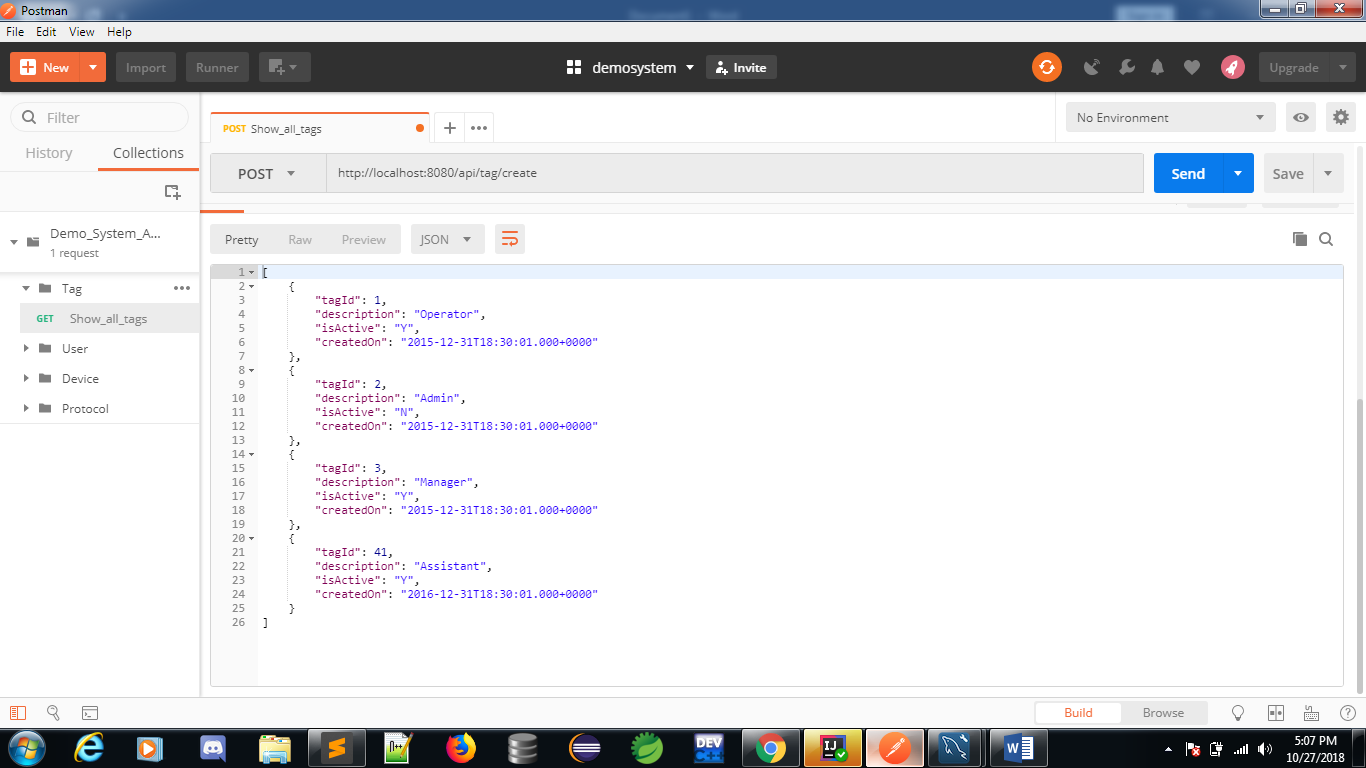 Postman
File Edit View Help
New Import Runner demosystem Invite Upgrade
Filter
History Collections
Demo_System_A...
1 request
Tag
GET Show_all_tags
User
Device
Protocol
POST Show_all_tags
No Environment
POST http://localhost:8080/api/tag/create Send Save
Pretty Raw Preview JSON
1 [
2 {
3 "tagId": 1,
4 "description": "Operator",
5 "isActive": "Y",
6 "createdOn": "2015-12-31T18:30:01.000+0000"
7 },
8 {
9 "tagId": 2,
10 "description": "Admin",
11 "isActive": "N",
12 "createdOn": "2015-12-31T18:30:01.000+0000"
13 },
14 {
15 "tagId": 3,
16 "description": "Manager",
17 "isActive": "Y",
18 "createdOn": "2015-12-31T18:30:01.000+0000"
19 },
20 {
21 "tagId": 41,
22 "description": "Assistant",
23 "isActive": "Y",
24 "createdOn": "2016-12-31T18:30:01.000+0000"
25 }
26 ]
Build Browse
DEV
C++
IJ
W
5:07 PM
10/27/2018